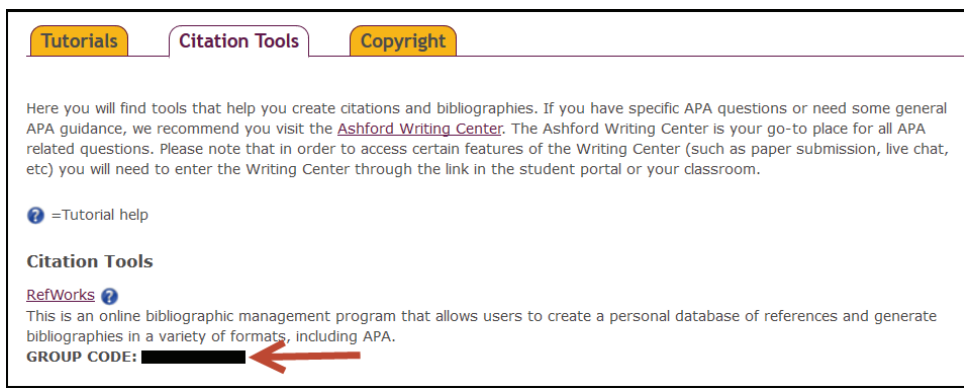 Tutorials Citation Tools Copyright
Here you will find tools that help you create citations and bibliographies. If you have specific APA questions or need some general
APA guidance, we recommend you visit the Ashford Writing Center. The Ashford Writing Center is your go-to place for all APA
related questions. Please note that in order to access certain features of the Writing Center (such as paper submission, live chat,
etc) you will need to enter the Writing Center through the link in the student portal or your classroom.
? =Tutorial help
Citation Tools
RefWorks ?
This is an online bibliographic management program that allows users to create a personal database of references and generate
bibliographies in a variety of formats, including APA.
GROUP CODE: